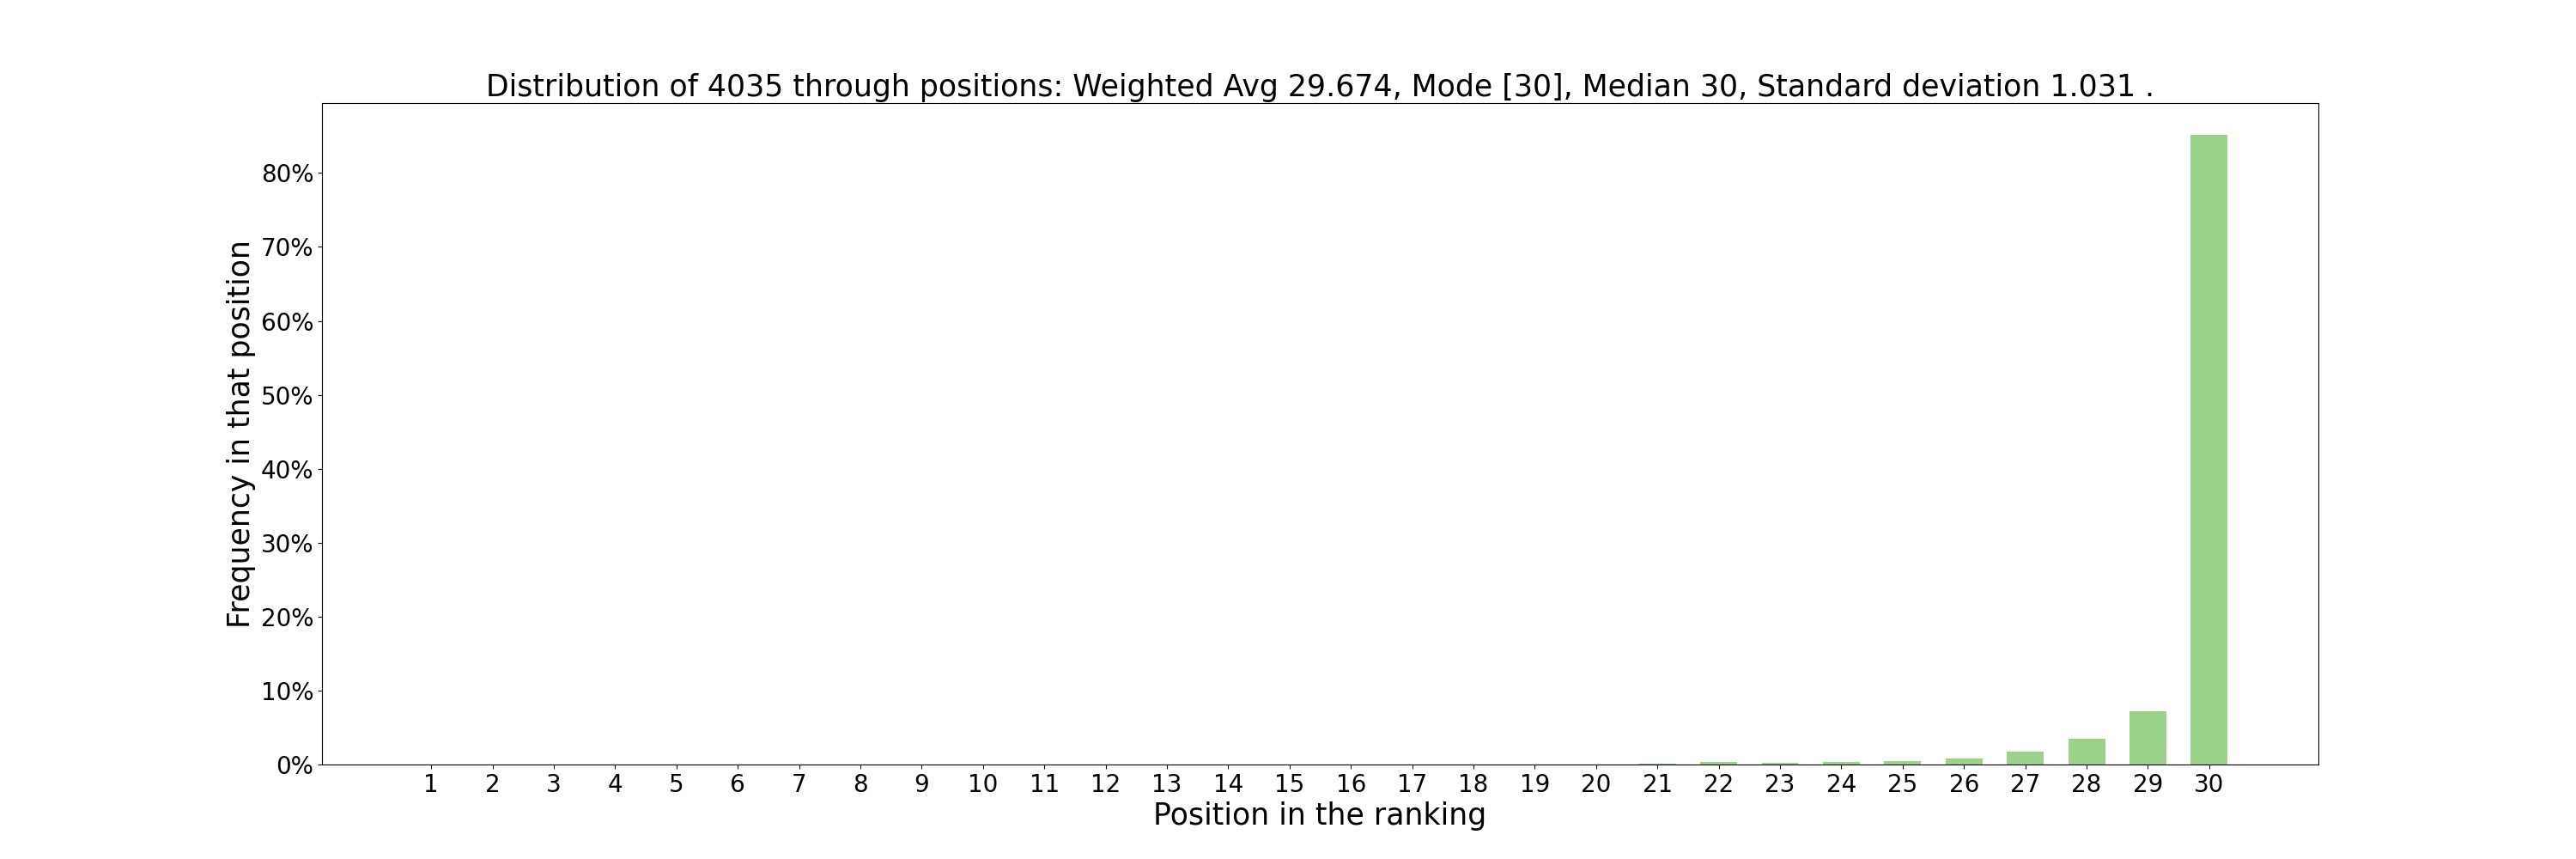 Distribution of 4035 through positions: Weighted Avg 29.674, Mode [30], Median 30, Standard deviation 1.031 .
Frequency in that position
80%
70%
60%
50%
40%
30%
20%
10%
0%
1 2 3 4 5 6 7 8 9 10 11 12 13 14 15 16 17 18 19 20 21 22 23 24 25 26 27 28 29 30
Position in the ranking